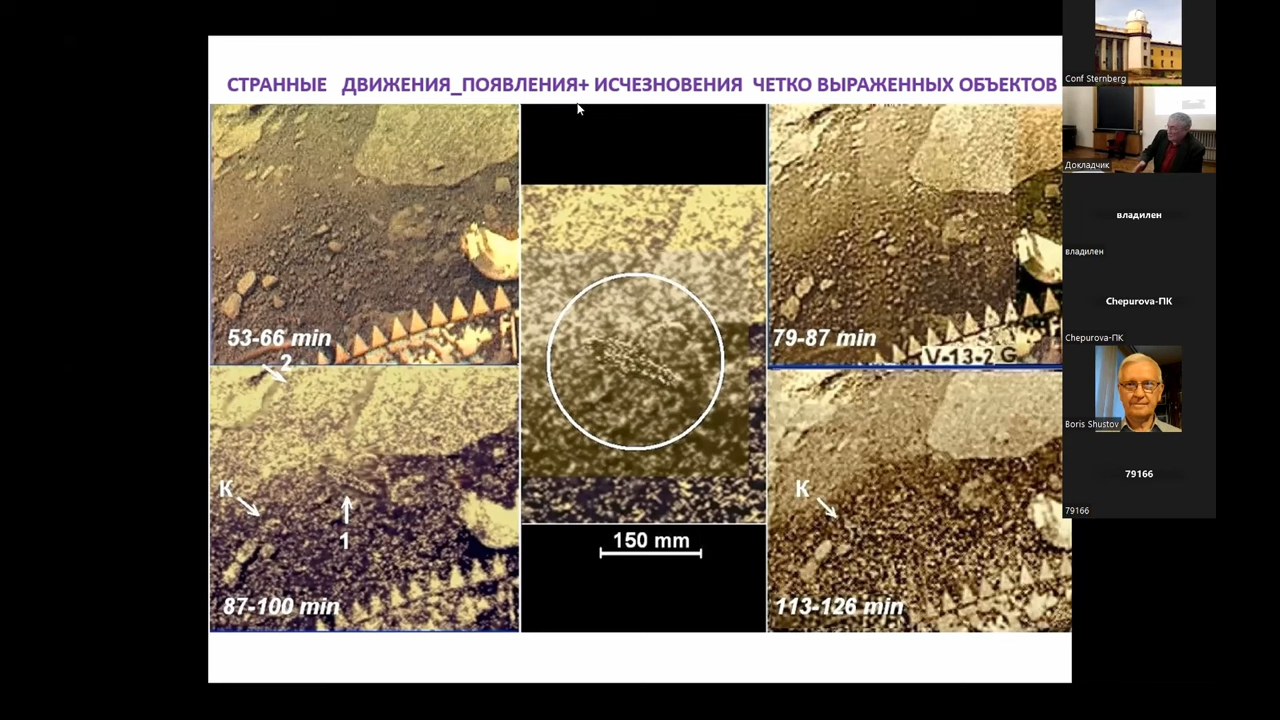 СТРАННЫЕ ДВИЖЕНИЯ_ПОЯВЛЕНИЯ+ ИСЧЕЗНОВЕНИЯ ЧЕТКО ВЫРАЖЕННЫХ ОБЪЕКТОВ
53-66 min
79-87 min
V-13-2 G
2
К
1
87-100 min
150 mm
К
113-126 min
Conf Sternberg
Докладчик
владилен
владилен
Chepurova-ПК
Chepurova-ПК
Boris Shustov
79166
79166